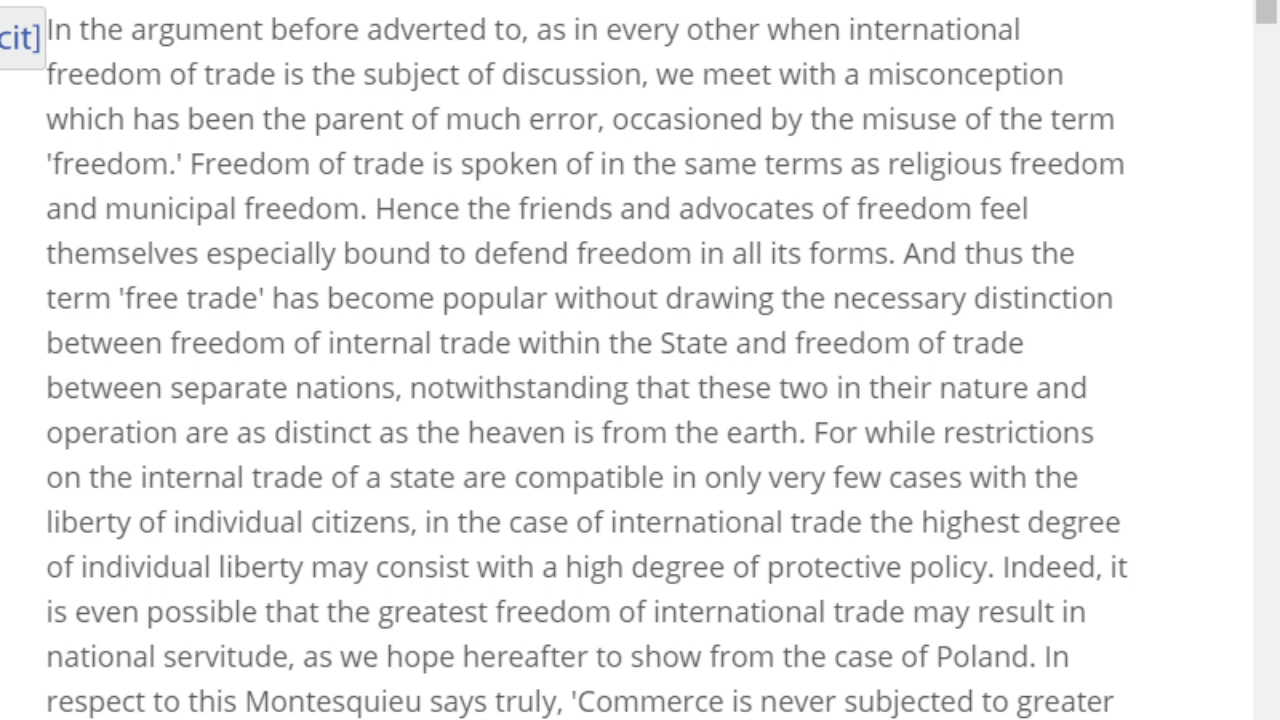 cit]
In the argument before adverted to, as in every other when international
freedom of trade is the subject of discussion, we meet with a misconception
which has been the parent of much error, occasioned by the misuse of the term
'freedom.' Freedom of trade is spoken of in the same terms as religious freedom
and municipal freedom. Hence the friends and advocates of freedom feel
themselves especially bound to defend freedom in all its forms. And thus the
term 'free trade' has become popular without drawing the necessary distinction
between freedom of internal trade within the State and freedom of trade
between separate nations, notwithstanding that these two in their nature and
operation are as distinct as the heaven is from the earth. For while restrictions
on the internal trade of a state are compatible in only very few cases with the
liberty of individual citizens, in the case of international trade the highest degree
of individual liberty may consist with a high degree of protective policy. Indeed, it
is even possible that the greatest freedom of international trade may result in
national servitude, as we hope hereafter to show from the case of Poland. In
respect to this Montesquieu says truly, 'Commerce is never subjected to greater